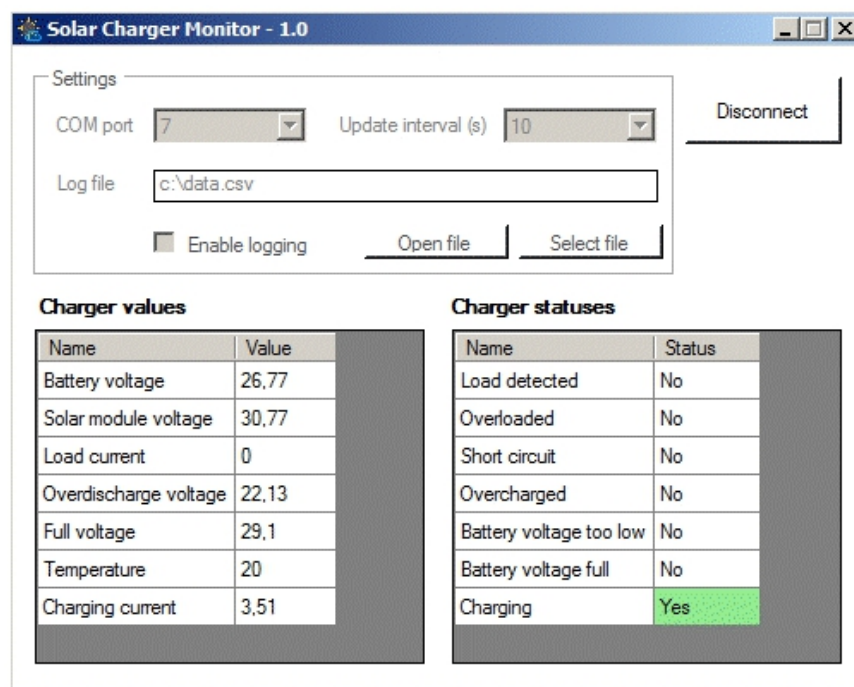 Solar Charger Monitor - 1.0
Settings
COM port 7 Update interval (s) 10
Disconnect
Log file c:\data.csv
Enable logging Open file Select file
Charger values
Name Value
Battery voltage 26,77
Solar module voltage 30,77
Load current 0
Overdischarge voltage 22,13
Full voltage 29,1
Temperature 20
Charging current 3,51
Charger statuses
Name Status
Load detected No
Overloaded No
Short circuit No
Overcharged No
Battery voltage too low No
Battery voltage full No
Charging Yes